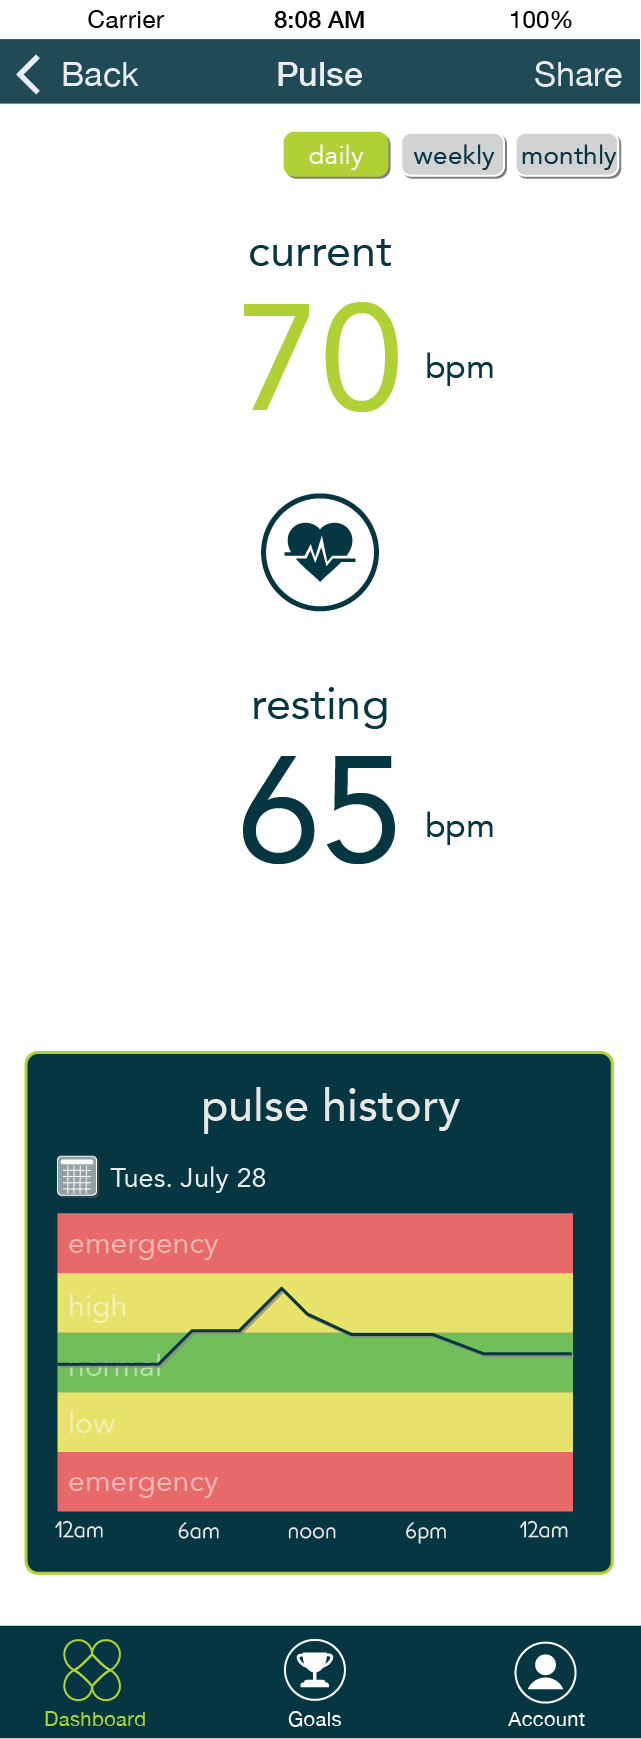 Carrier 8:08 AM 100%
Back Pulse Share
daily weekly monthly
current
70 bpm
resting
65 bpm
pulse history
Tues. July 28
emergency
high
normal
low
emergency
12am 6am noon 6pm 12am
Dashboard Goals Account